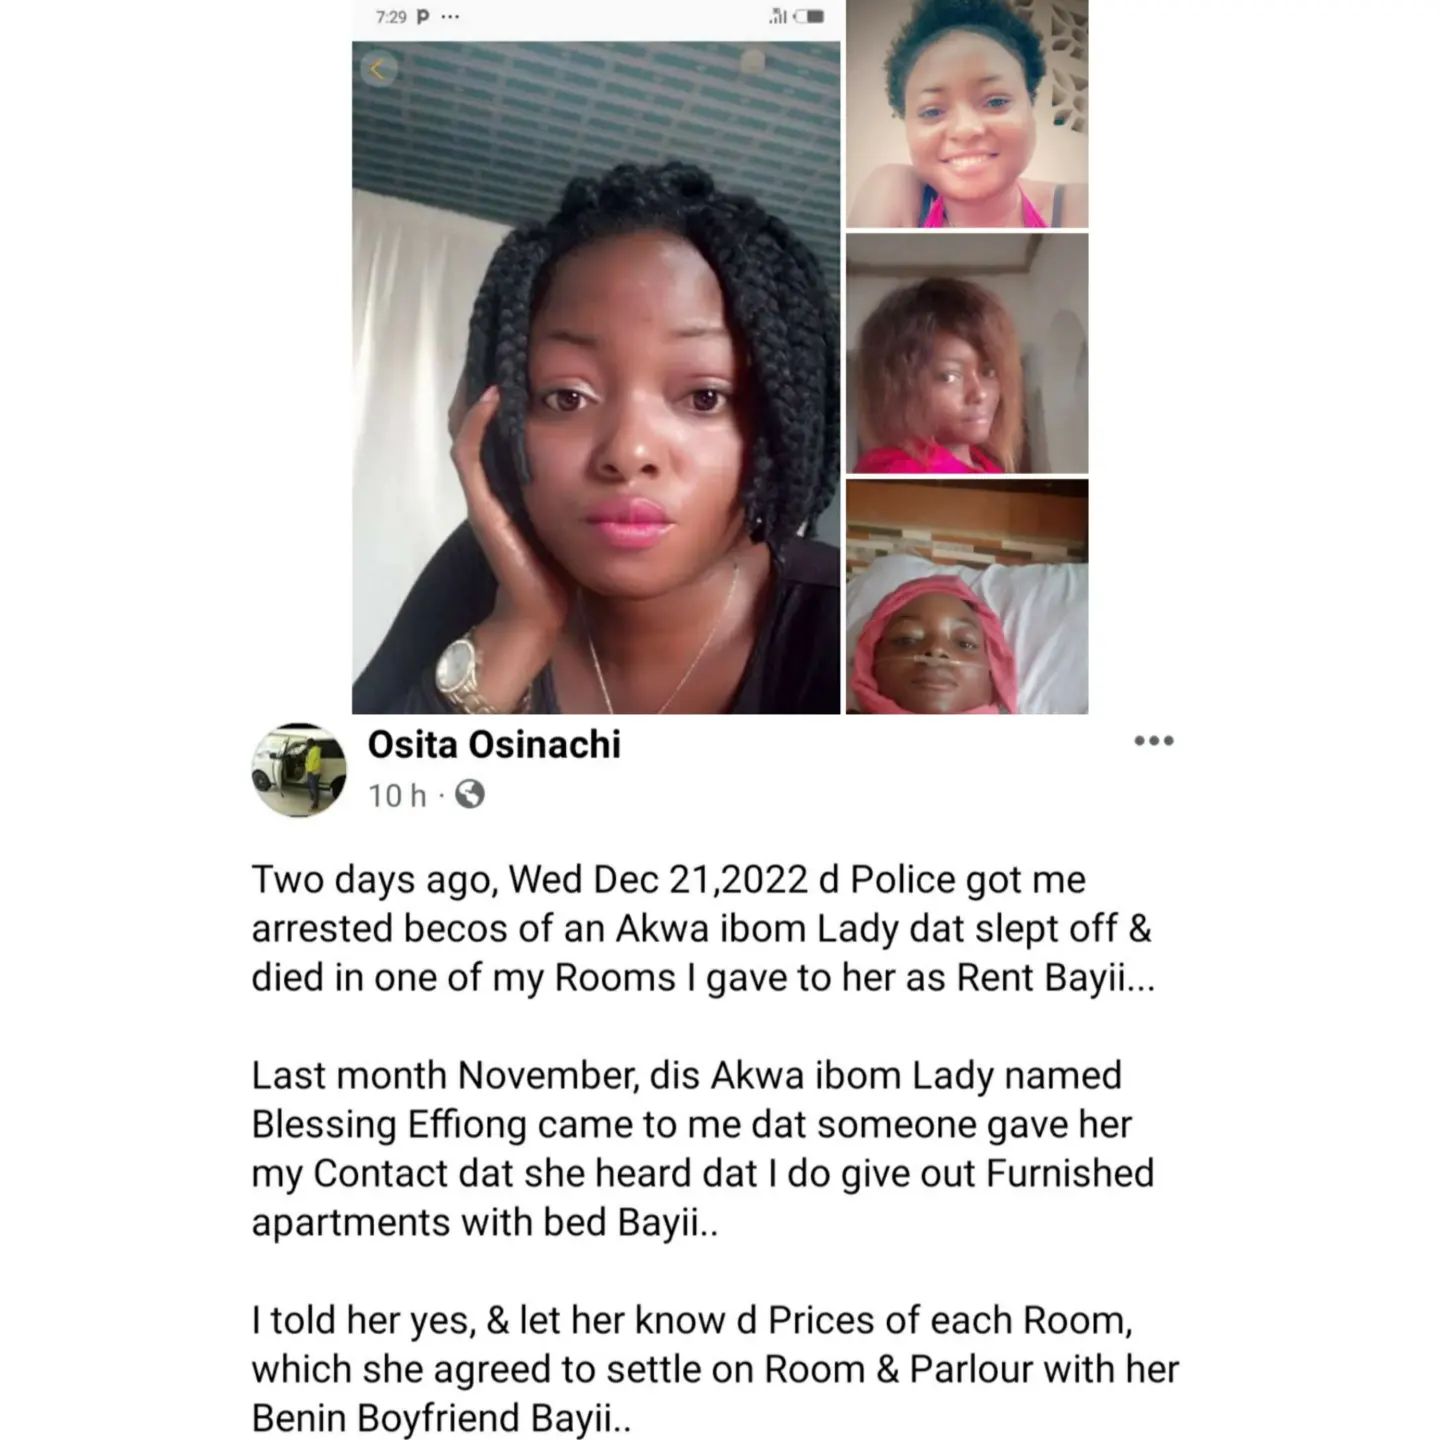 7:29 P ...
Osita Osinachi
10 h ·
Two days ago, Wed Dec 21,2022 d Police got me
arrested becos of an Akwa ibom Lady dat slept off &
died in one of my Rooms I gave to her as Rent Bayii...
Last month November, dis Akwa ibom Lady named
Blessing Effiong came to me dat someone gave her
my Contact dat she heard dat I do give out Furnished
apartments with bed Bayii..
I told her yes, & let her know d Prices of each Room,
which she agreed to settle on Room & Parlour with her
Benin Boyfriend Bayii..